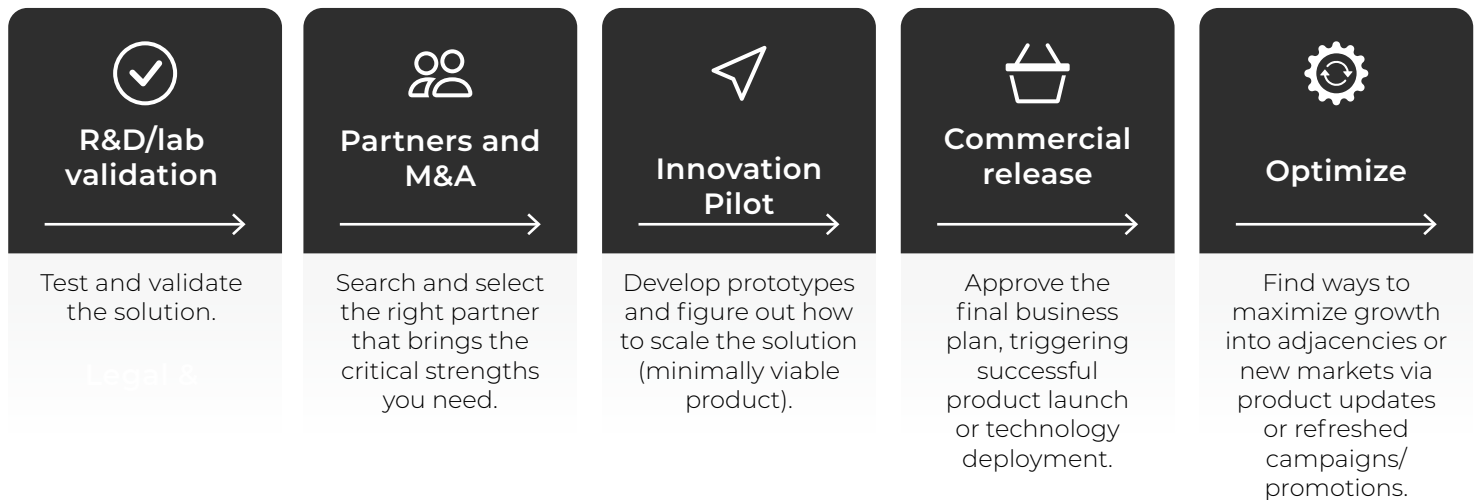 R&D/lab
validation
Test and validate
the solution.
Legal &
Partners and
M&A
Search and select
the right partner
that brings the
critical strengths
you need.
Innovation
Pilot
Develop prototypes
and figure out how
to scale the solution
(minimally viable
product).
Commercial
release
Approve the
final business
plan, triggering
successful
product launch
or technology
deployment.
Optimize
Find ways to
maximize growth
into adjacencies or
new markets via
product updates
or refreshed
campaigns/
promotions.